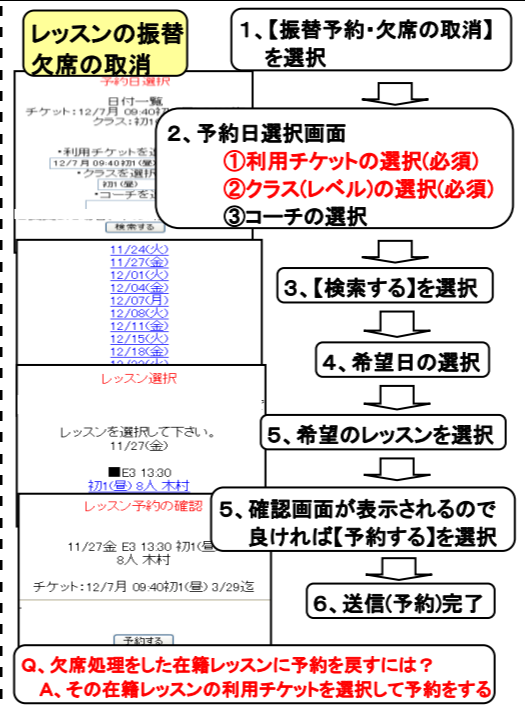 レッスンの振替
欠席の取消
1、【振替予約・欠席の取消】
を選択
予約日選択
日付一覧
チケット:12/7月 09:40初
クラス:初1(
・利用チケットを選
12/7月 09:40初1(昼)
・クラスを選択
初1(昼)
・コーチを選
検索する
2、予約日選択画面
①利用チケットの選択(必須)
②クラス(レベル)の選択(必須)
③コーチの選択
11/24(火)
11/27(金)
12/01(火)
12/04(金)
12/07(月)
12/08(火)
12/11(金)
12/15(火)
12/18(金)
3、【検索する】を選択
4、希望日の選択
レッスン選択
レッスンを選択して下さい。
11/27(金)
■E3 13:30
初1(昼) 8人 木村
5、希望のレッスンを選択
レッスン予約の確認
11/27金 E3 13:30 初1(昼
8人 木村
チケット:12/7月 09:40初1(昼) 3/29迄
予約する
5、確認画面が表示されるので
良ければ【予約する】を選択
6、送信(予約)完了
Q、欠席処理をした在籍レッスンに予約を戻すには?
A、その在籍レッスンの利用チケットを選択して予約をする